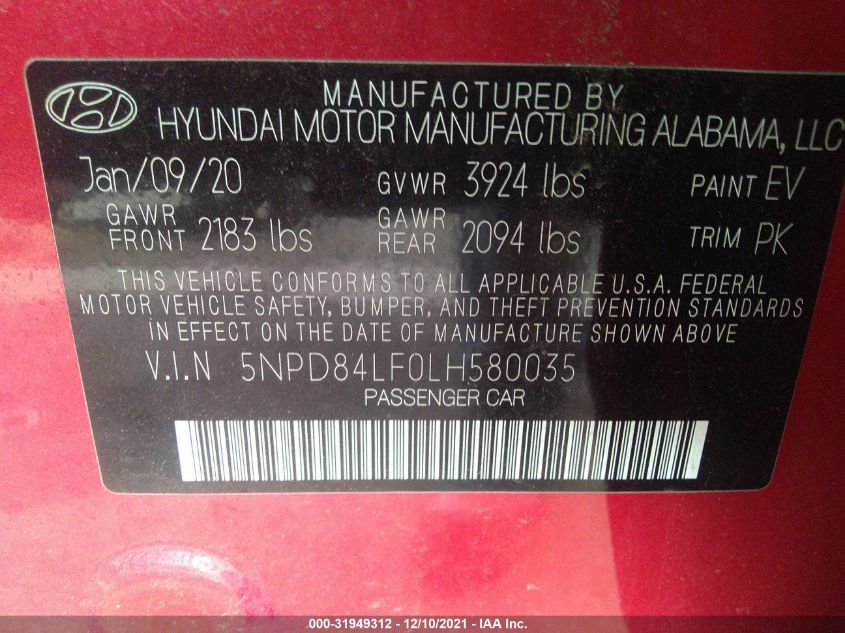 MANUFACTURED BY
HYUNDAI MOTOR MANUFACTURING ALABAMA, LLC
Jan/09/20 GVWR 3924 lbs PAINT EV
GAWR FRONT 2183 lbs GAWR REAR 2094 lbs TRIM PK
THIS VEHICLE CONFORMS TO ALL APPLICABLE U.S.A. FEDERAL
MOTOR VEHICLE SAFETY, BUMPER, AND THEFT PREVENTION STANDARDS
IN EFFECT ON THE DATE OF MANUFACTURE SHOWN ABOVE
V.I.N 5NPD84LF0LH580035
PASSENGER CAR
000-31949312 - 12/10/2021 - IAA Inc.